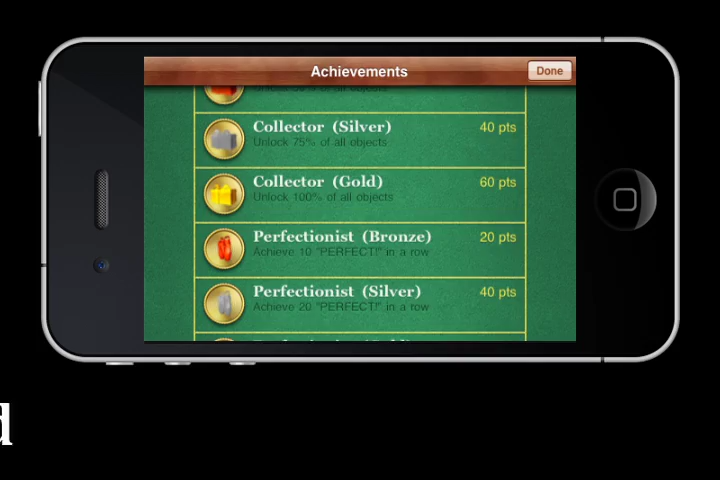 Achievements
Done
Collector (Silver)
40 pts
Unlock 75% of all objects
Collector (Gold)
60 pts
Unlock 100% of all objects
Perfectionist (Bronze)
20 pts
Achieve 10 "PERFECT!" in a row
Perfectionist (Silver)
40 pts
Achieve 20 "PERFECT!" in a row
d